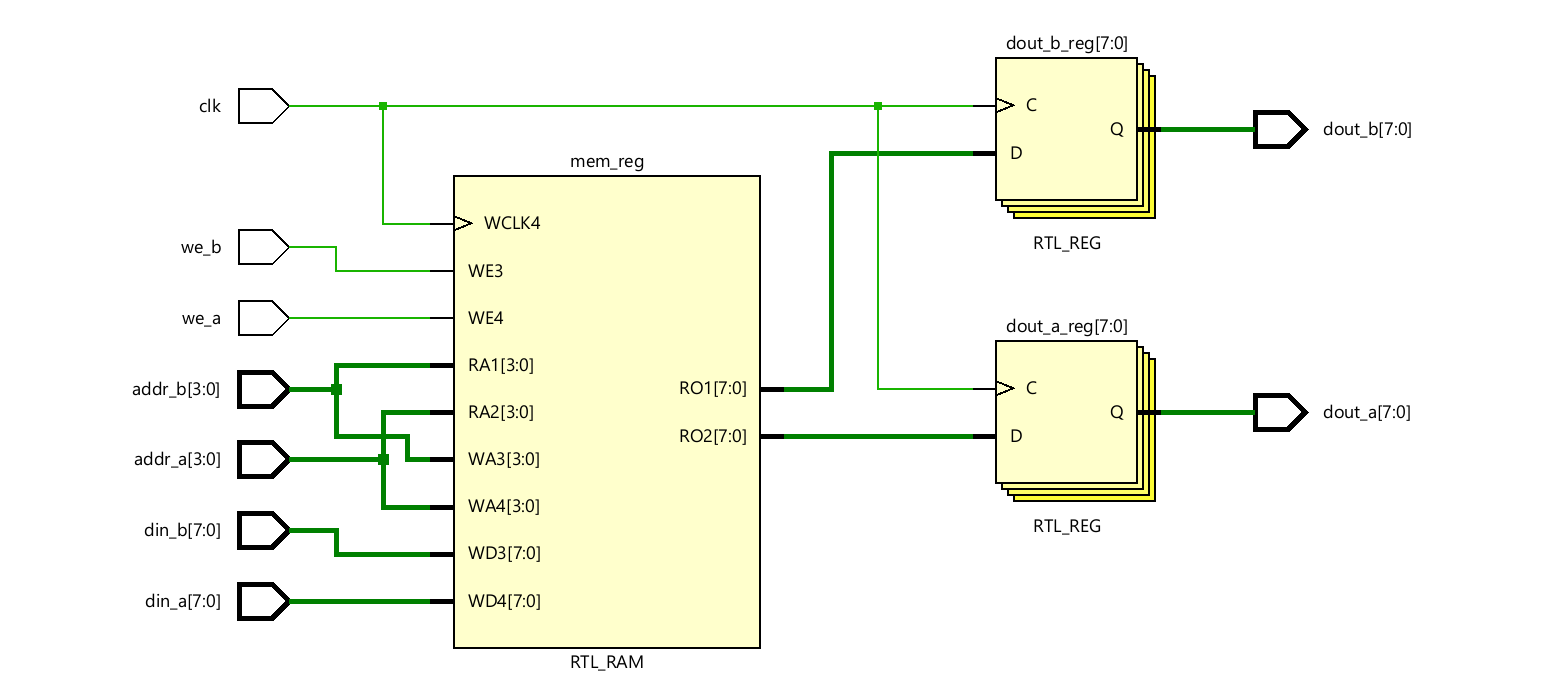 dout_b_reg[7:0]
clk
C
Q
dout_b[7:0]
D
mem_reg
WCLK4
RTL_REG
we_b
WE3
we_a
WE4
dout_a_reg[7:0]
RA1[3:0]
addr_b[3:0]
RO1[7:0]
C
RA2[3:0]
Q
dout_a[7:0]
RO2[7:0]
D
addr_a[3:0]
WA3[3:0]
WA4[3:0]
din_b[7:0]
RTL_REG
WD3[7:0]
din_a[7:0]
WD4[7:0]
RTL_RAM